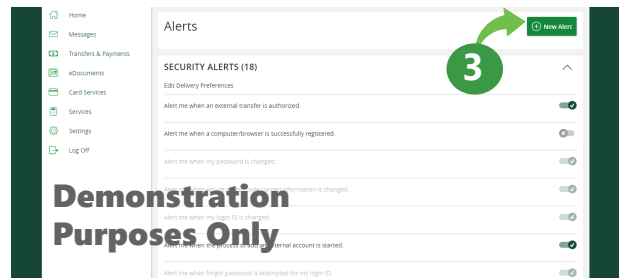 Home
Messages
Transfers & Payments
eDocuments
Card Services
Services
Settings
Log Off
Alerts
New Alert
3
SECURITY ALERTS (18)
Edit Delivery Preferences
Alert me when an external transfer is authorized.
Alert me when a computer/browser is successfully registered.
Alert me when my password is changed.
contact information is changed.
Alert me when my login ID is changed.
Alert me when the process to add an external account is started.
Alert me when forgot password is attempted for my login ID.
Demonstration
Purposes Only